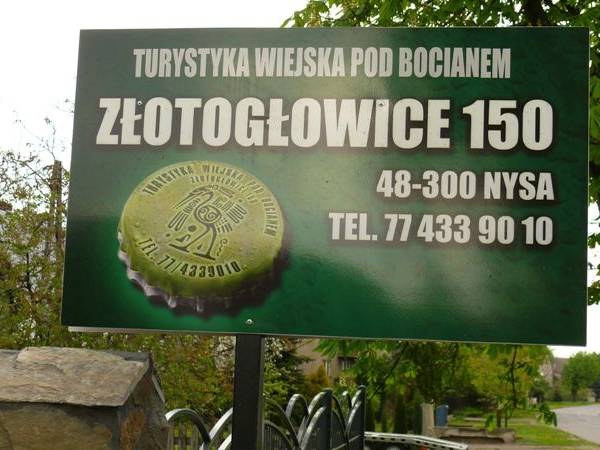 TURYSTYKA WIEJSKA POD BOCIANEM
ZŁOTOGŁOWICE 150
48-300 NYSA
TEL. 77 433 90 10
TURYSTYKA WIEJSKA POD BOCIANEM
ZŁOTOGŁOWICE
TEL. 77/4339010